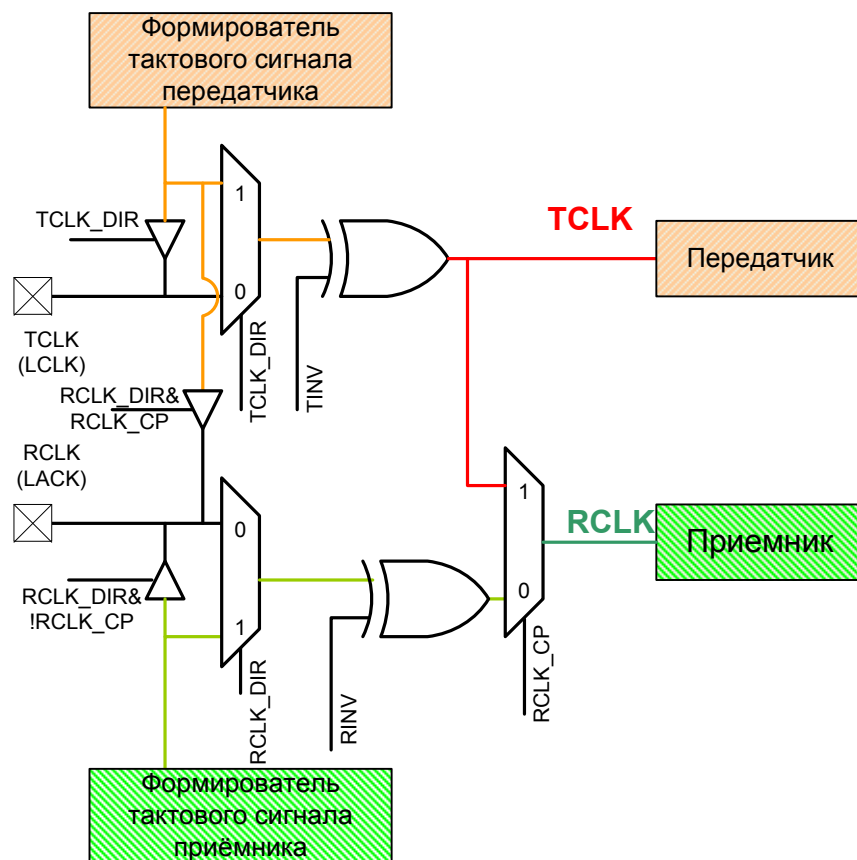 Формирователь
тактового сигнала
передатчика
1
TCLK_DIR
TCLK
Передатчик
0
TCLK
(LCLK)
TCLK_DIR
TINV
RCLK_DIR&
RCLK_CP
RCLK
(LACK)
1
RCLK
Приемник
0
0
RCLK_DIR&
!RCLK_CP
1
RCLK_DIR
RINV
RCLK_CP
Формирователь
тактового сигнала
приёмника